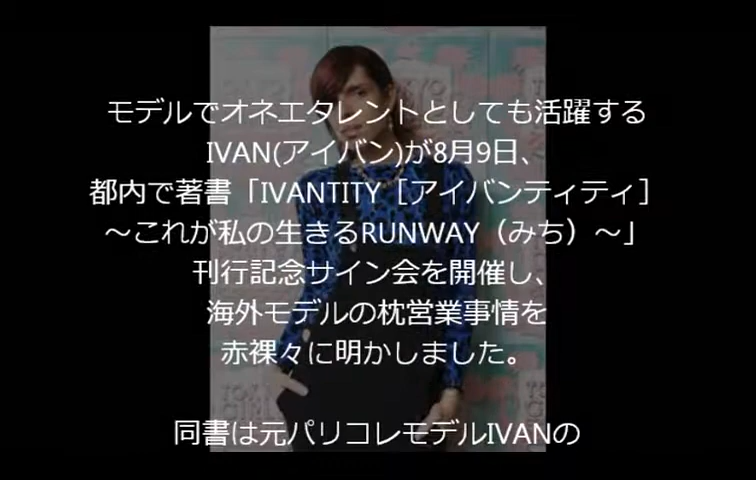 モデルでオネエタレントとしても活躍する
IVAN(アイバン)が8月9日、
都内で著書「IVANTITY［アイバンティティ］
～これが私の生きるRUNWAY（みち）～」
刊行記念サイン会を開催し、
海外モデルの枕営業事情を
赤裸々に明かしました。
同書は元パリコレモデルIVANの